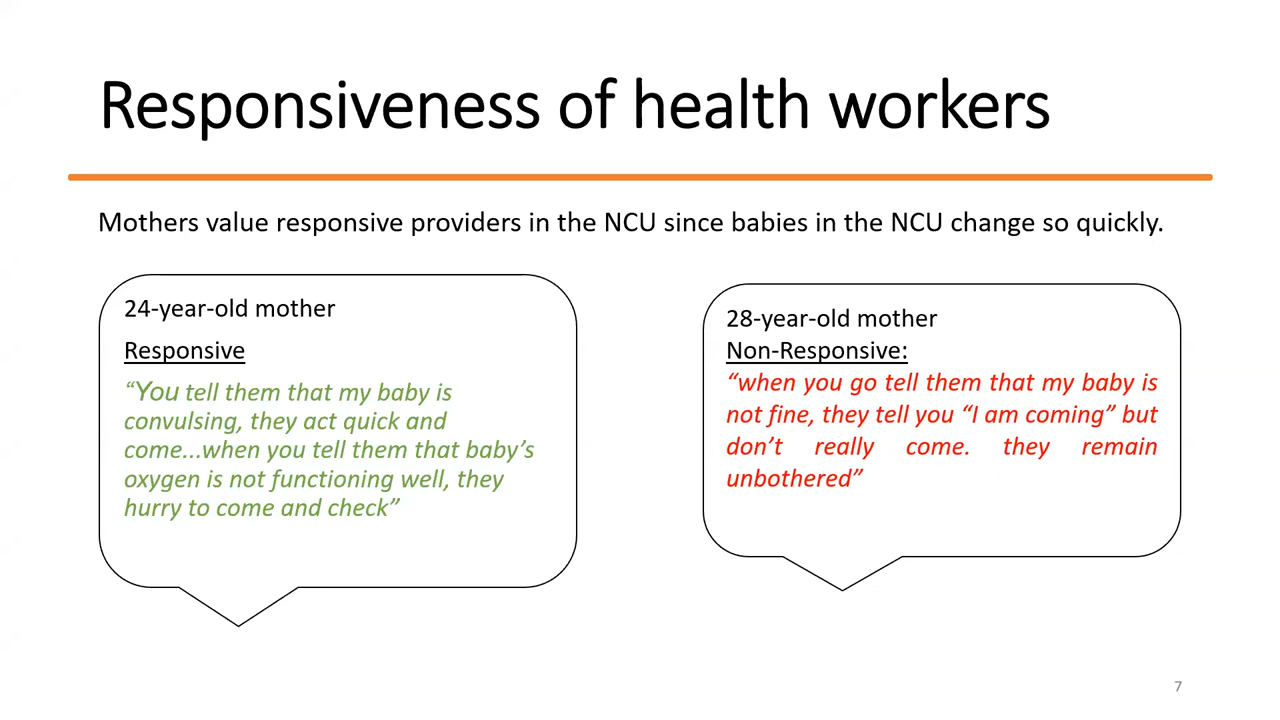 Responsiveness of health workers
Mothers value responsive providers in the NCU since babies in the NCU change so quickly.
24-year-old mother
Responsive
“You tell them that my baby is
convulsing, they act quick and
come...when you tell them that baby’s
oxygen is not functioning well, they
hurry to come and check”
28-year-old mother
Non-Responsive:
“when you go tell them that my baby is
not fine, they tell you “I am coming” but
don’t really come. they remain
unbothered”
7